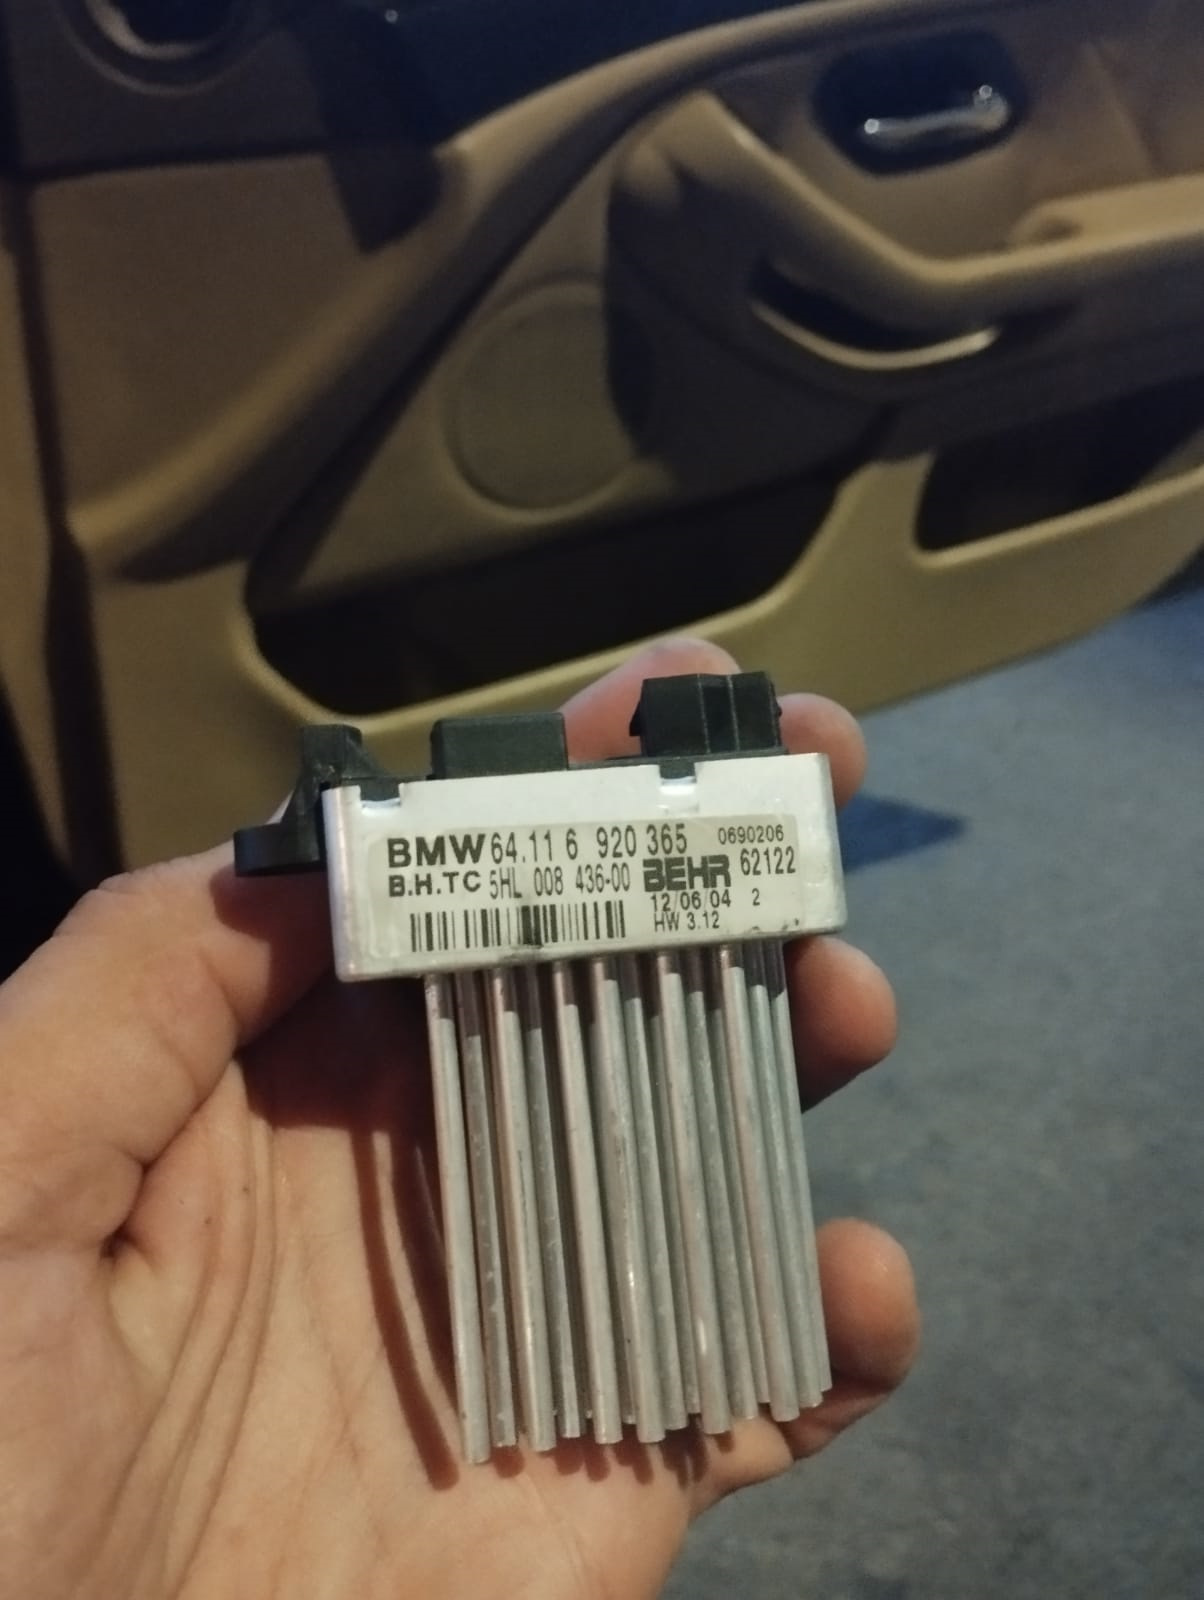 BMW 64.11 6 920 365 0690206
B.H.TC 5HL 008 436-00 BEHR 62122
12/06/04 2
HW 3.12